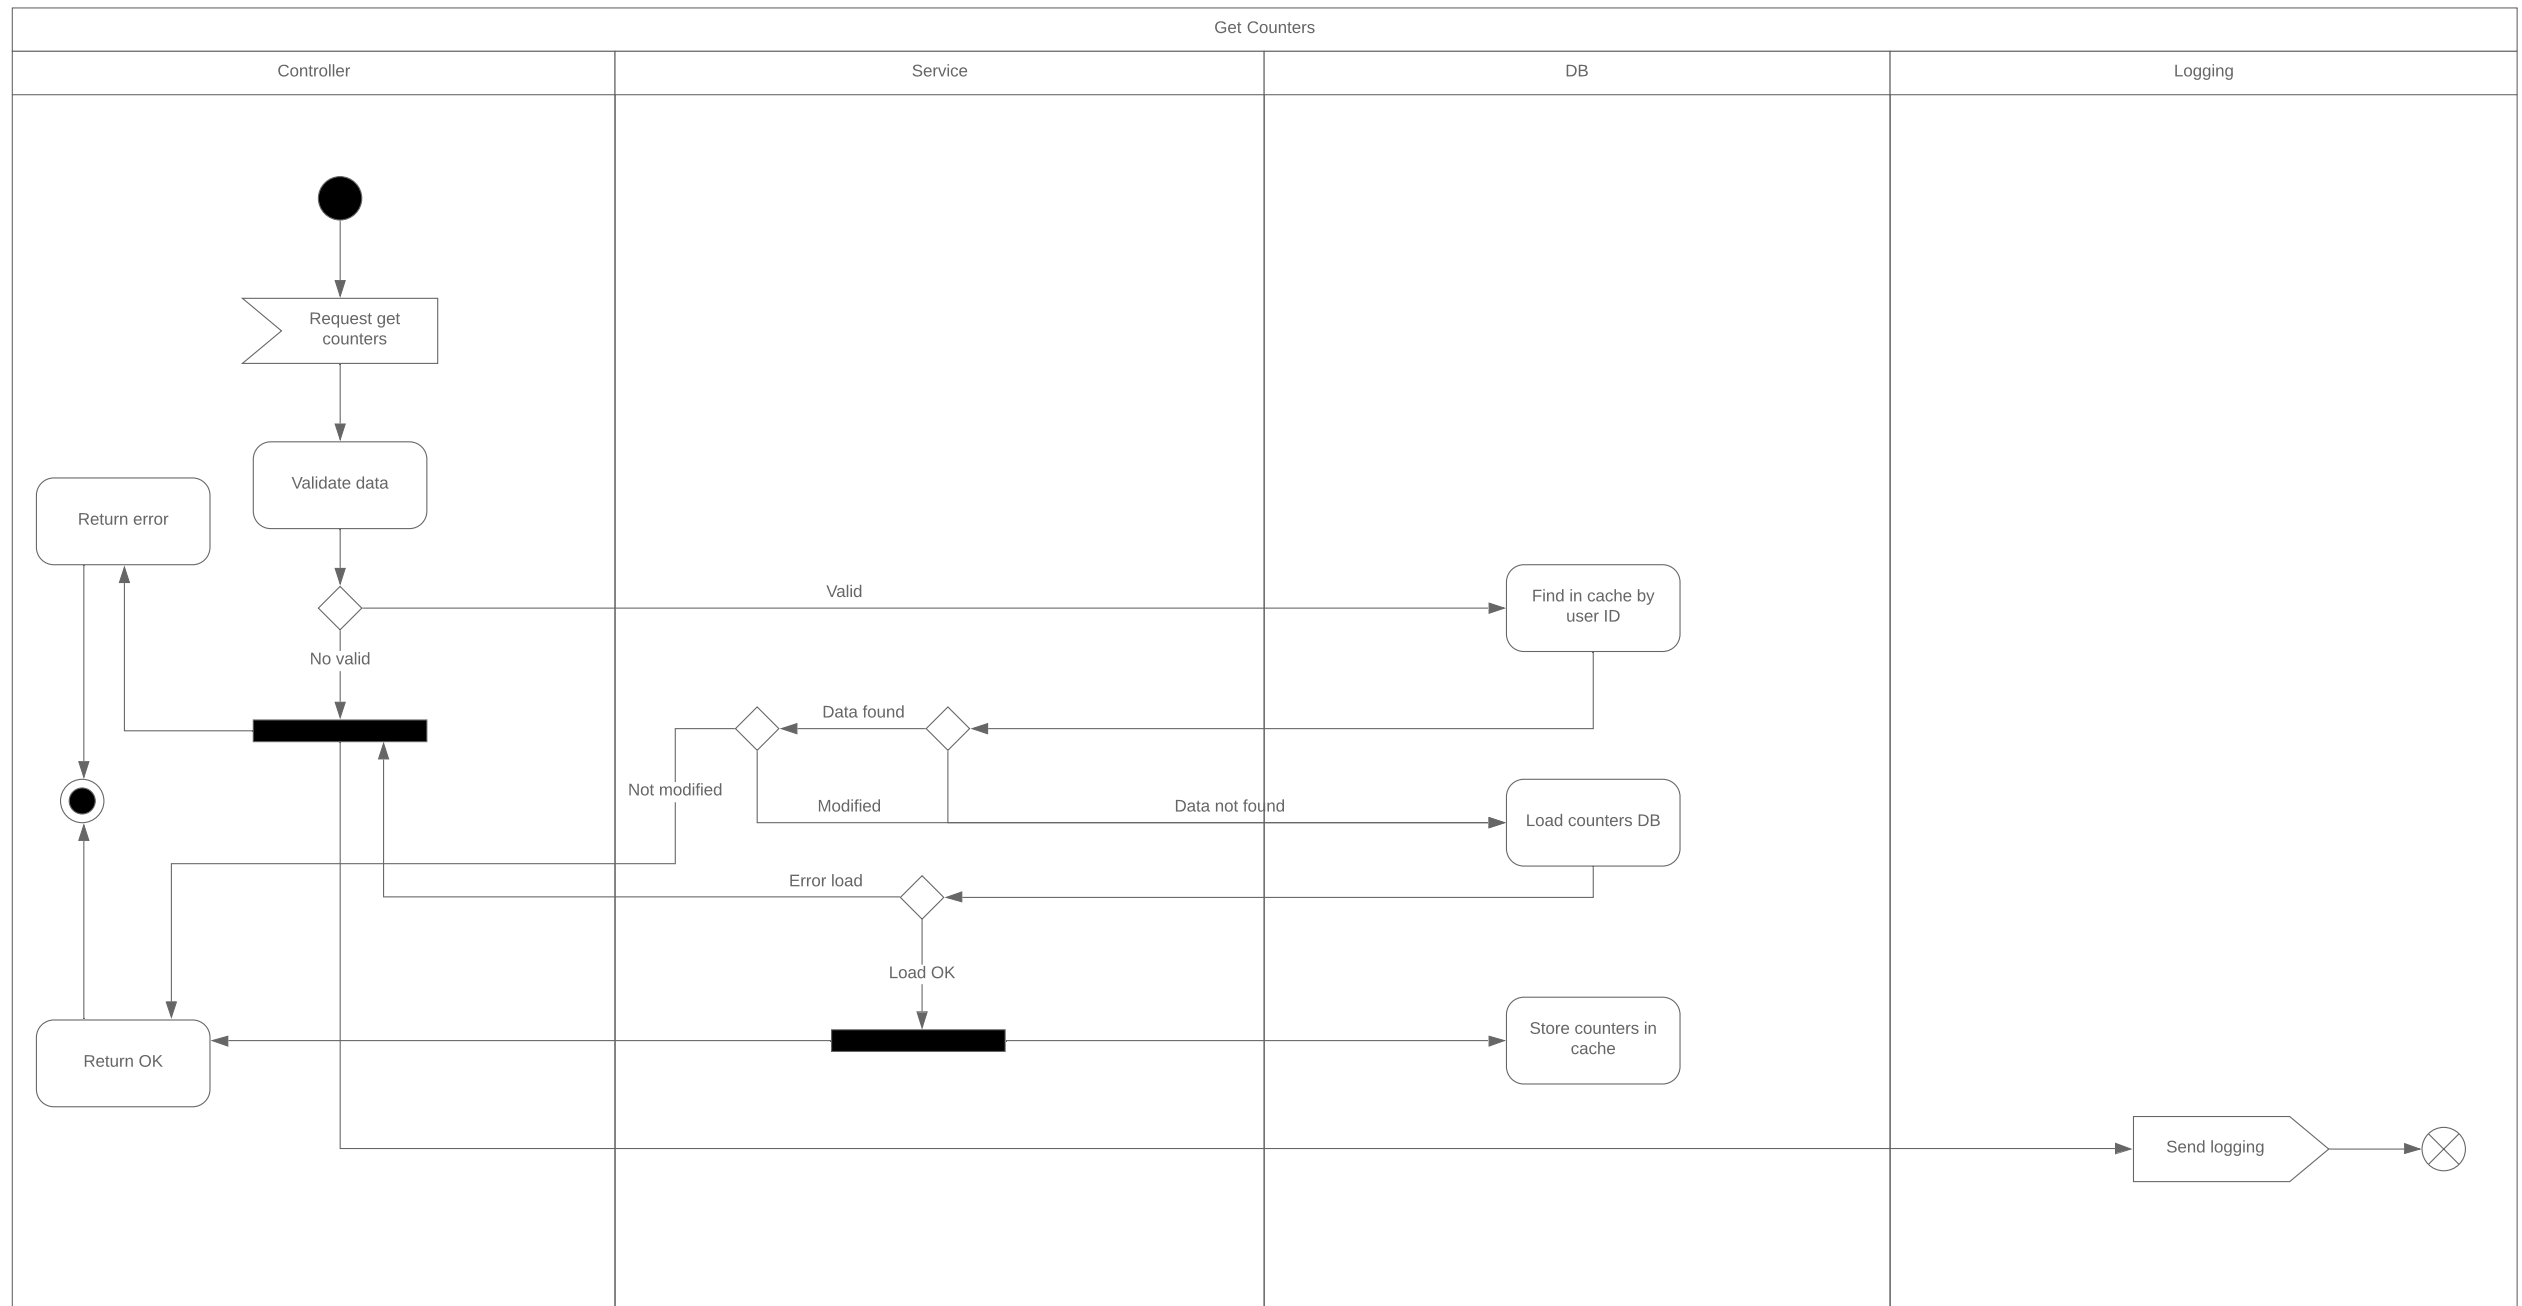 Get Counters
Controller
Service
DB
Logging
Request get
counters
Validate data
Return error
Valid
Find in cache by
user ID
No valid
Data found
Not modified
Modified
Data not found
Load counters DB
Error load
Load OK
Store counters in
cache
Return OK
Send logging